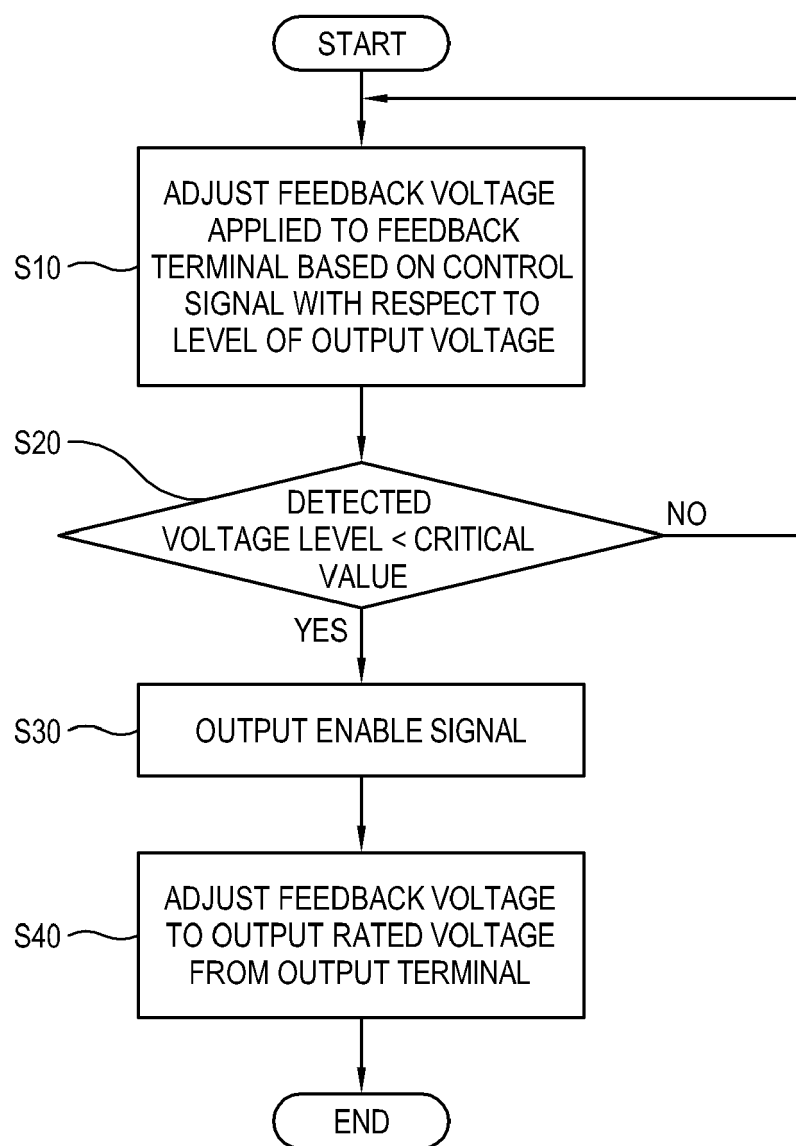 START
ADJUST FEEDBACK VOLTAGE
APPLIED TO FEEDBACK
TERMINAL BASED ON CONTROL
SIGNAL WITH RESPECT TO
LEVEL OF OUTPUT VOLTAGE
S10
S20
DETECTED
VOLTAGE LEVEL < CRITICAL
VALUE
NO
YES
S30
OUTPUT ENABLE SIGNAL
S40
ADJUST FEEDBACK VOLTAGE
TO OUTPUT RATED VOLTAGE
FROM OUTPUT TERMINAL
END